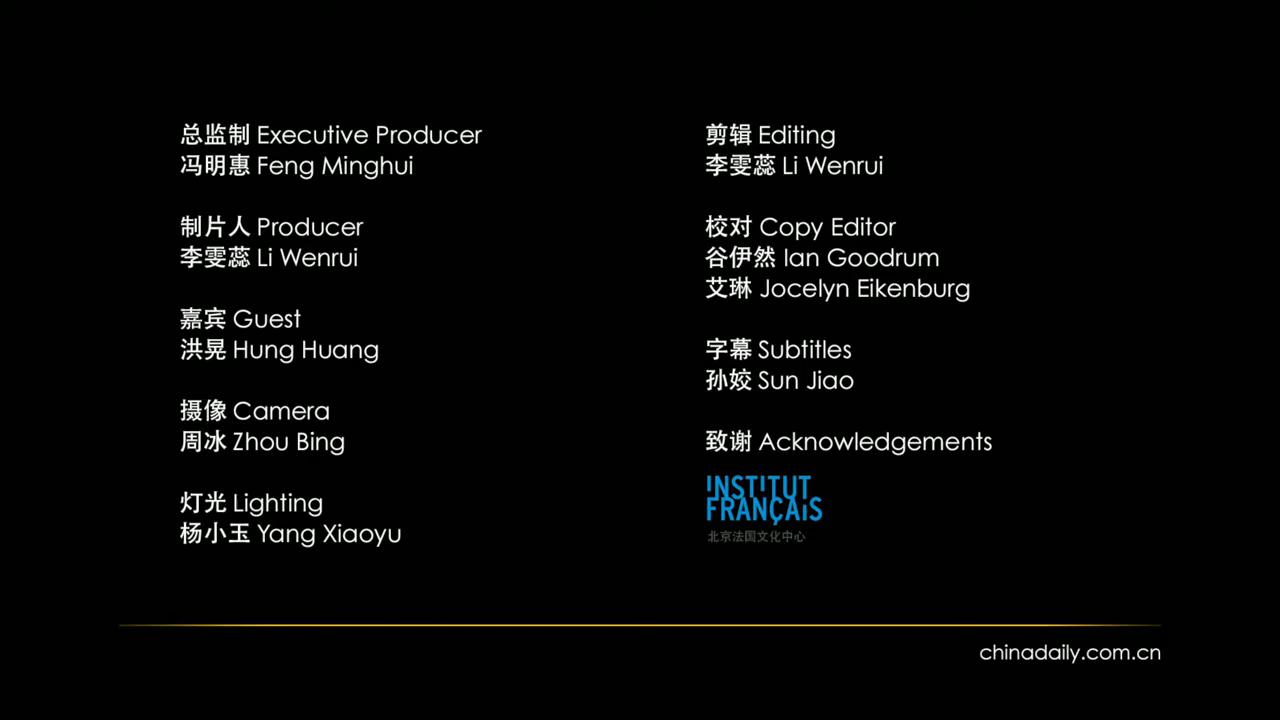 总监制 Executive Producer
冯明惠 Feng Minghui
制片人 Producer
李雯蕊 Li Wenrui
嘉宾 Guest
洪晃 Hung Huang
摄像 Camera
周冰 Zhou Bing
灯光 Lighting
杨小玉 Yang Xiaoyu
剪辑 Editing
李雯蕊 Li Wenrui
校对 Copy Editor
谷伊然 Ian Goodrum
艾琳 Jocelyn Eikenburg
字幕 Subtitles
孙姣 Sun Jiao
致谢 Acknowledgements
INSTITUT
FRANÇAIS
北京法国文化中心
chinadaily.com.cn